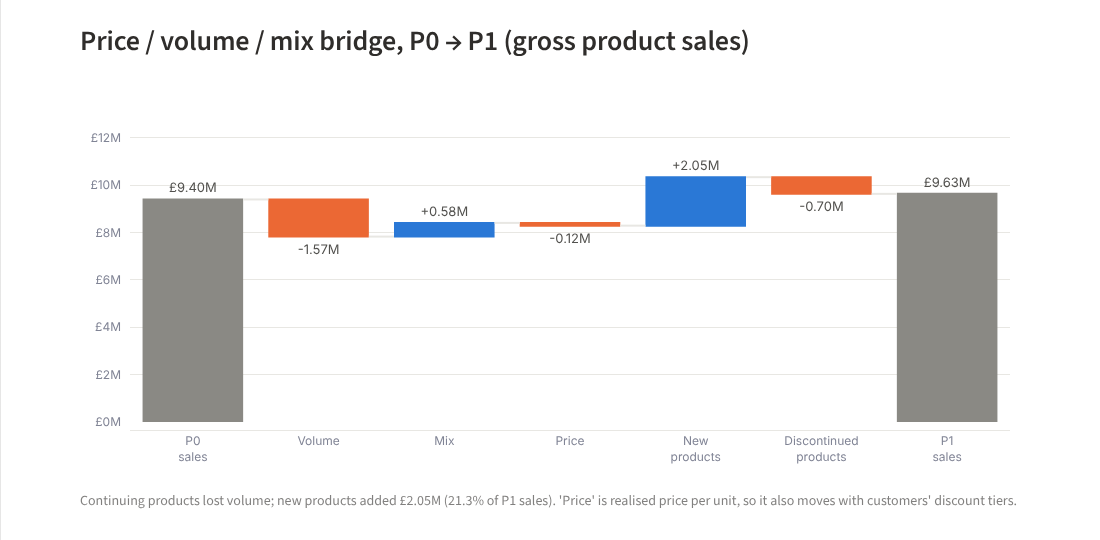 Price / volume / mix bridge, P0 → P1 (gross product sales)
£12M
£10M
£8M
£6M
£4M
£2M
£0M
£9.40M
-1.57M
+0.58M
-0.12M
+2.05M
-0.70M
£9.63M
P0
sales
Volume
Mix
Price
New
products
Discontinued
products
P1
sales
Continuing products lost volume; new products added £2.05M (21.3% of P1 sales). 'Price' is realised price per unit, so it also moves with customers' discount tiers.